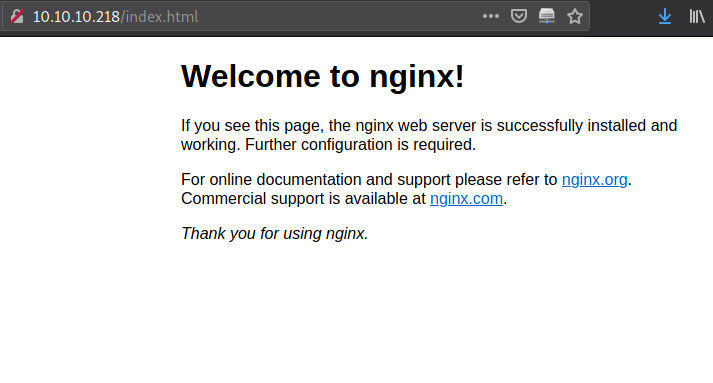 10.10.10.218/index.html
Welcome to nginx!
If you see this page, the nginx web server is successfully installed and
working. Further configuration is required.
For online documentation and support please refer to nginx.org.
Commercial support is available at nginx.com.
Thank you for using nginx.